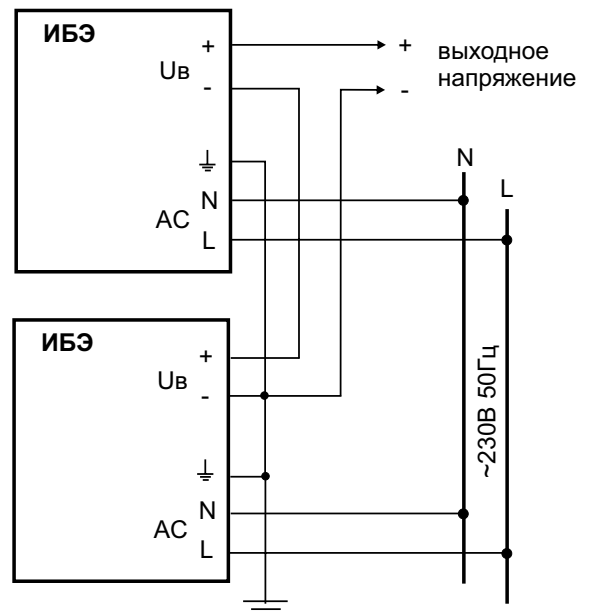 ИБЭ
+
Uв
-
N
AC
L
+
-
выходное
напряжение
N
L
~230В 50Гц
ИБЭ
+
Uв
-
N
AC
L